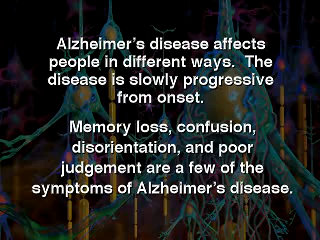 Alzheimer's disease affects
people in different ways.  The
disease is slowly progressive
from onset.
Memory loss, confusion,
disorientation, and poor
judgement are a few of the
symptoms of Alzheimer's disease.